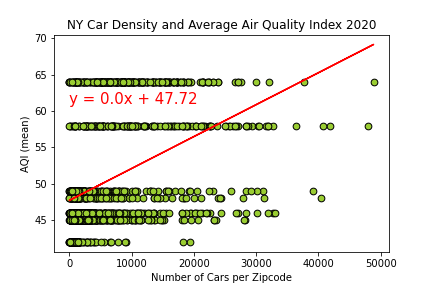 NY Car Density and Average Air Quality Index 2020
70
65
y = 0.0x + 47.72
60
55
50
45
AQI (mean)
0 10000 20000 30000 40000 50000
Number of Cars per Zipcode